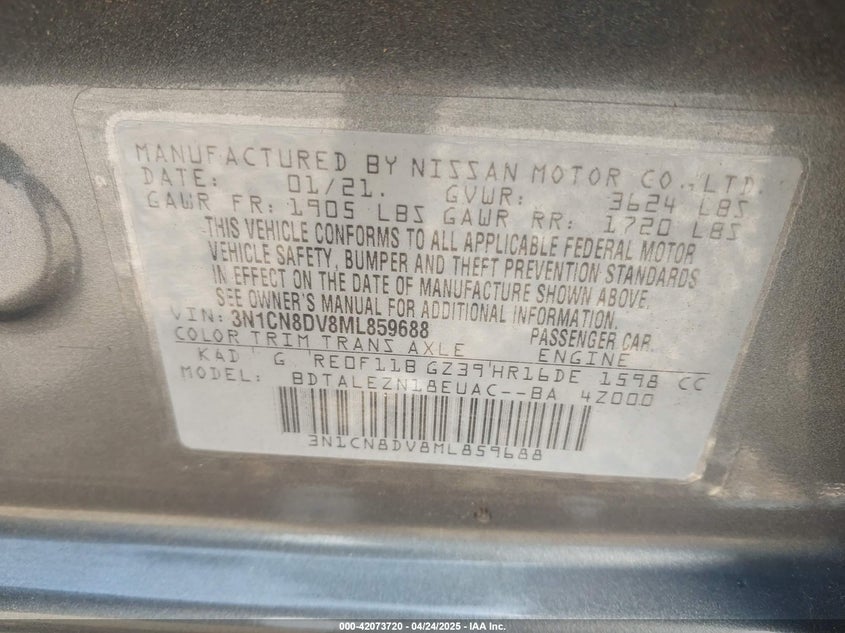 MANUFACTURED BY NISSAN MOTOR CO.,LTD.
DATE: 01/21. GVWR: 3624 LBS
GAWR FR: 1905 LBS GAWR RR: 1720 LBS
THIS VEHICLE CONFORMS TO ALL APPLICABLE FEDERAL MOTOR
VEHICLE SAFETY, BUMPER AND THEFT PREVENTION STANDARDS
IN EFFECT ON THE DATE OF MANUFACTURE SHOWN ABOVE.
SEE OWNER'S MANUAL FOR ADDITIONAL INFORMATION.
VIN: 3N1CN8DV8ML859688 PASSENGER CAR
COLOR TRIM TRANS AXLE ENGINE
KAD G RE0F11B GZ39 HR16DE 1598 CC
MODEL BDTALEZN18EUAC--BA 4Z000
3N1CN8DV8ML859688
000-42073720 - 04/24/2025 - IAA Inc.